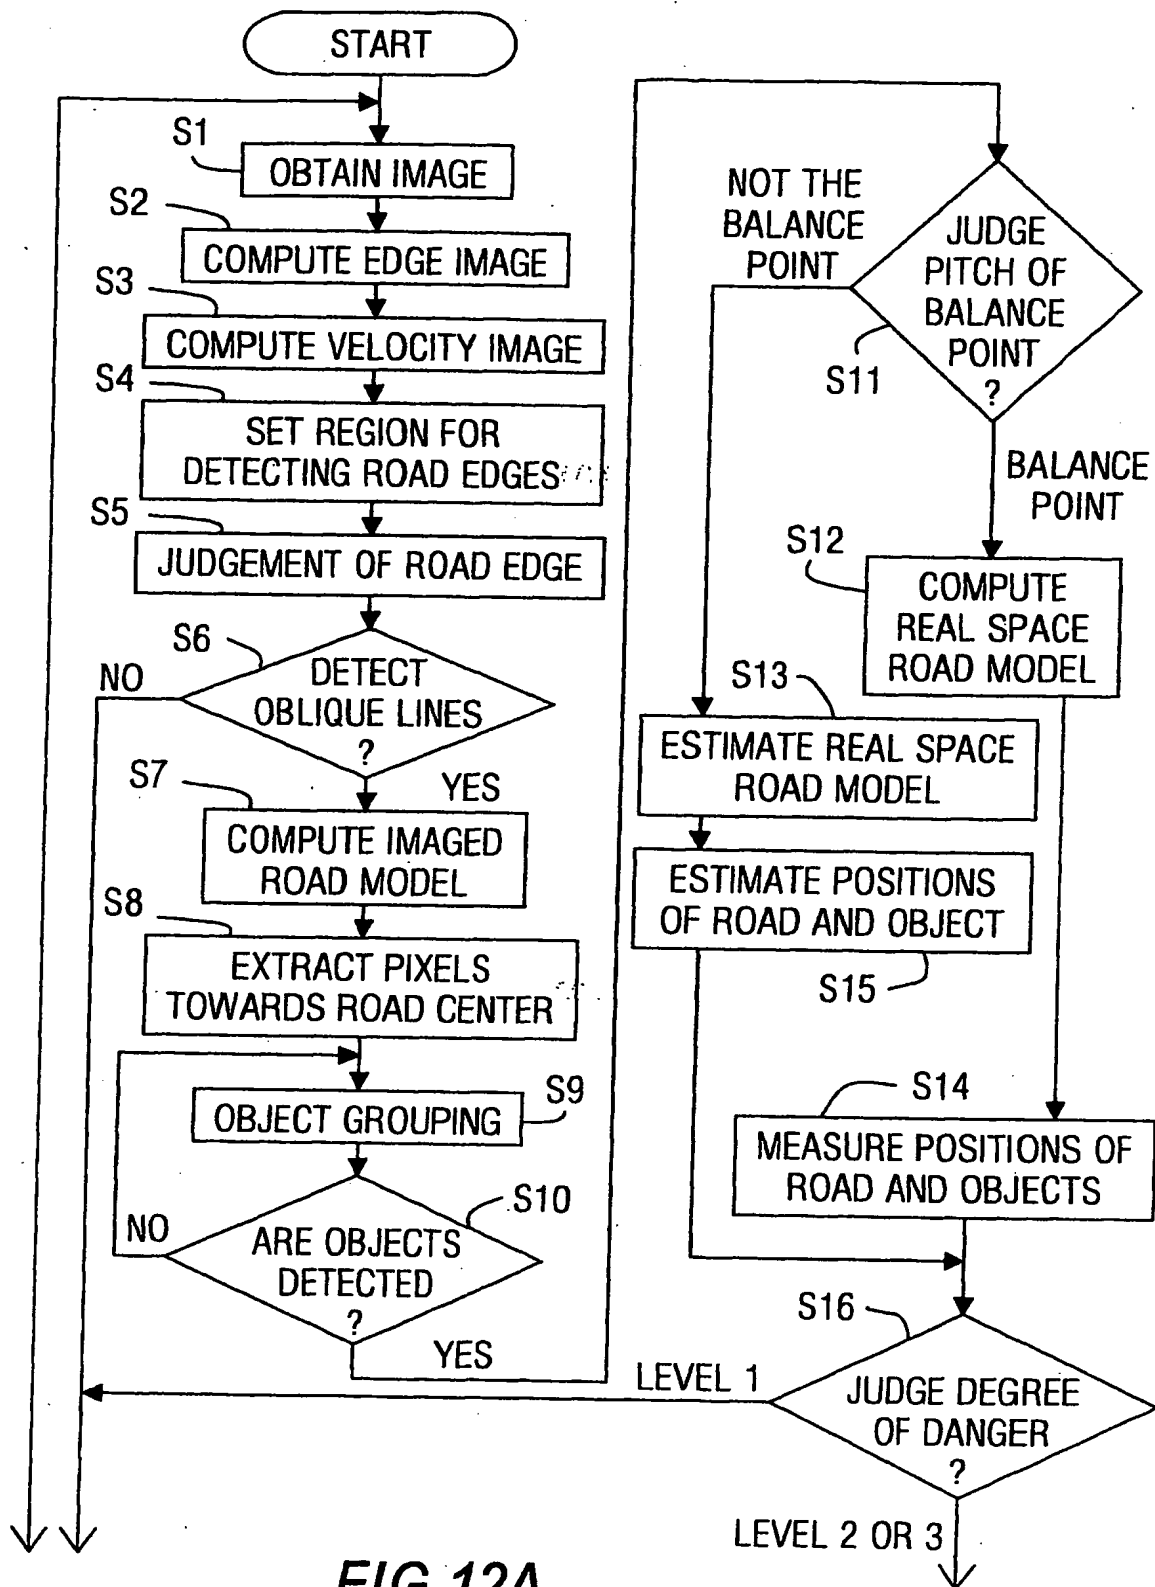 START
S1
OBTAIN IMAGE
S2
COMPUTE EDGE IMAGE
S3
COMPUTE VELOCITY IMAGE
S4
SET REGION FOR
DETECTING ROAD EDGES
S5
JUDGEMENT OF ROAD EDGE
S6
NO
DETECT
OBLIQUE LINES
?
YES
S7
COMPUTE IMAGED
ROAD MODEL
S8
EXTRACT PIXELS
TOWARDS ROAD CENTER
S9
OBJECT GROUPING
S10
NO
ARE OBJECTS
DETECTED
?
YES
NOT THE
BALANCE
POINT
JUDGE
PITCH OF
BALANCE
POINT
?
S11
BALANCE
POINT
S12
COMPUTE
REAL SPACE
ROAD MODEL
S13
ESTIMATE REAL SPACE
ROAD MODEL
ESTIMATE POSITIONS
OF ROAD AND OBJECT
S15
S14
MEASURE POSITIONS OF
ROAD AND OBJECTS
S16
LEVEL 1
JUDGE DEGREE
OF DANGER
?
LEVEL 2 OR 3
FIG.12A